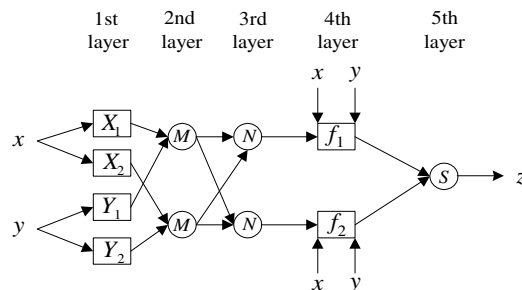 1st layer 2nd layer 3rd layer 4th layer 5th layer
x y
X1 M N f1
x X2
S z
Y1
y Y2 M N f2
x y